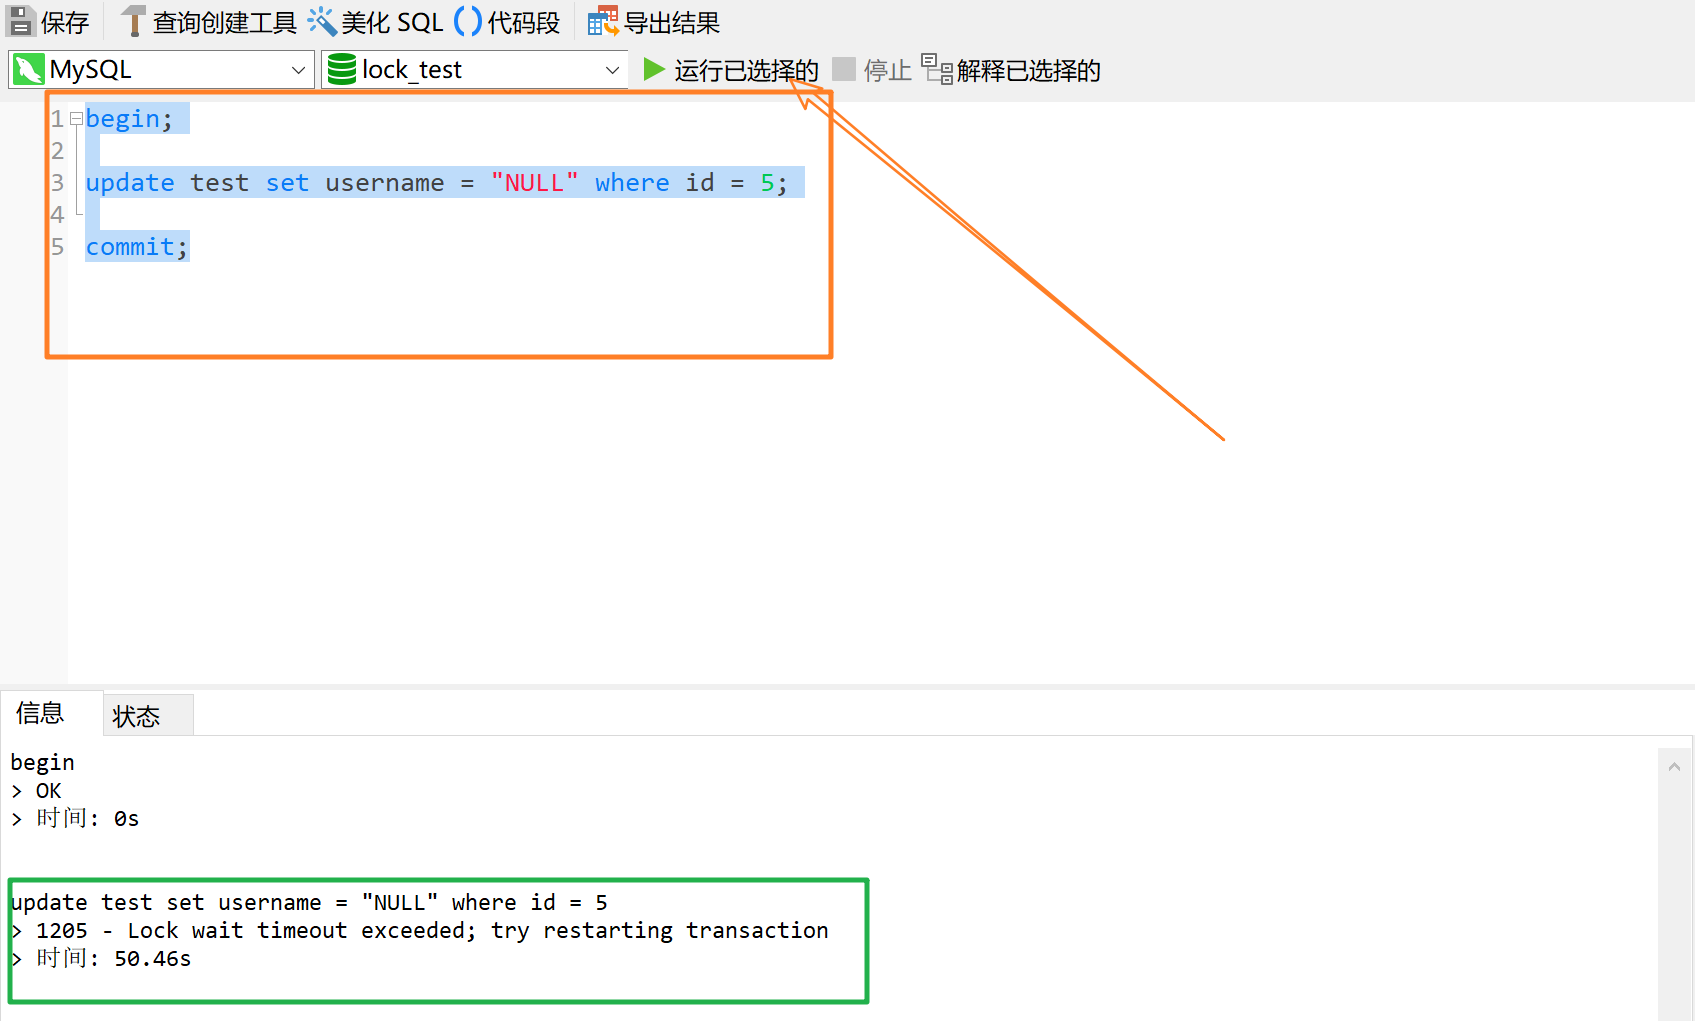 保存 查询创建工具 美化 SQL 代码段 导出结果
MySQL lock_test 运行已选择的 停止 解释已选择的
1 begin;
2
3 update test set username = "NULL" where id = 5;
4
5 commit;
信息 状态
begin
> OK
> 时间: 0s
update test set username = "NULL" where id = 5
> 1205 - Lock wait timeout exceeded; try restarting transaction
> 时间: 50.46s